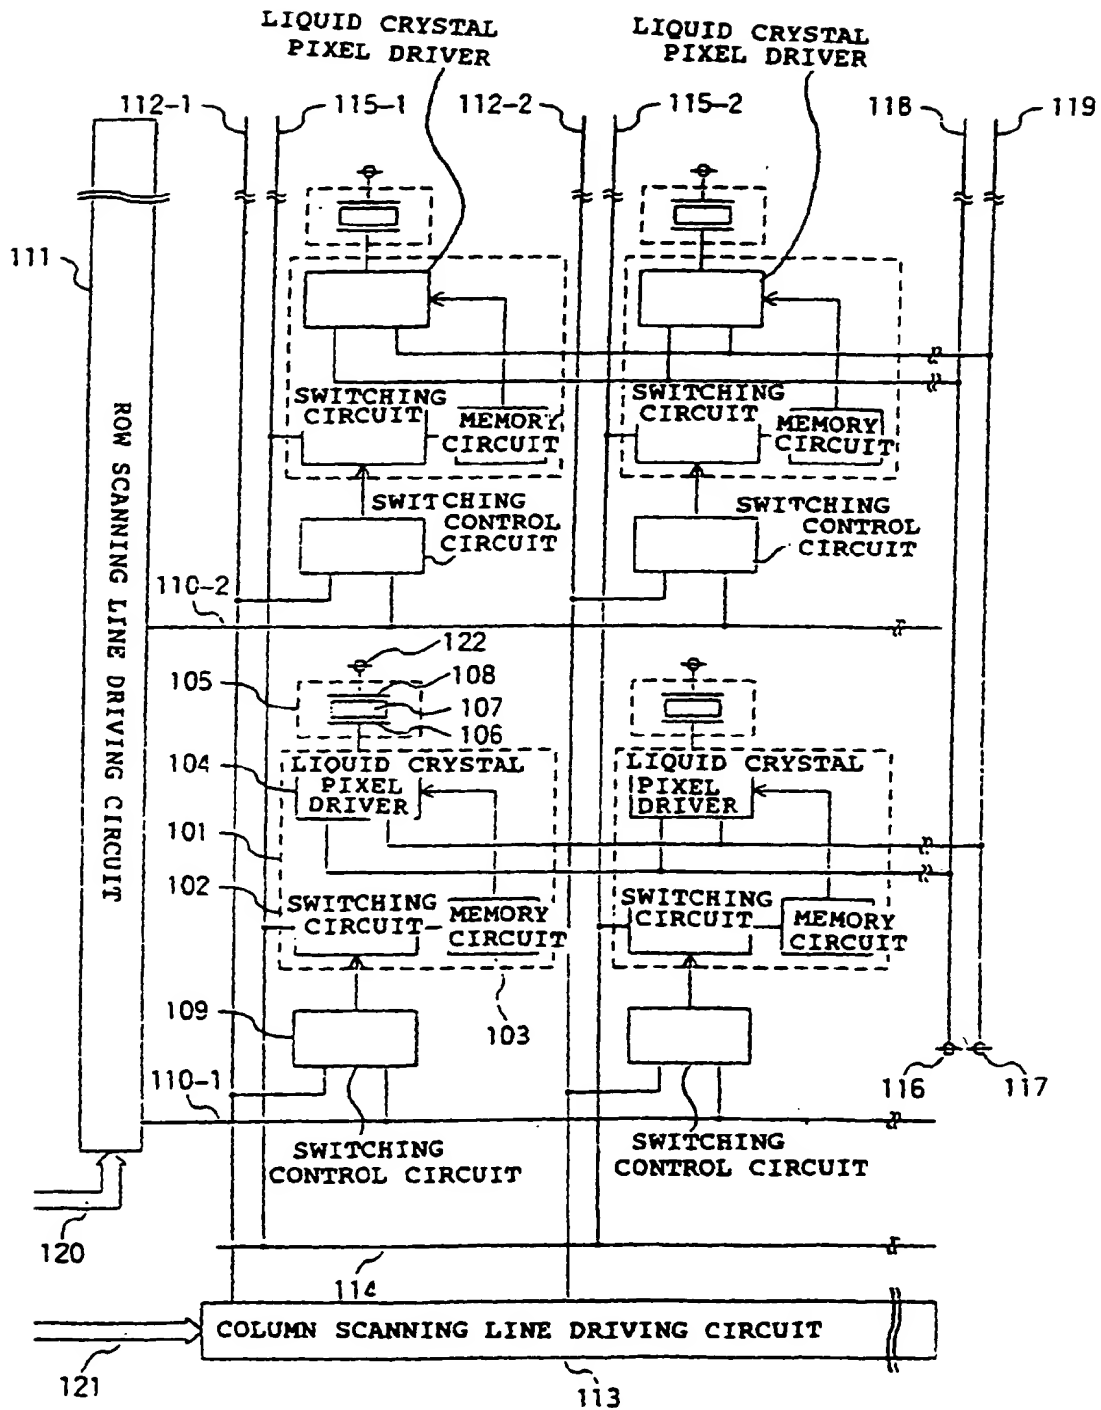 LIQUID CRYSTAL
PIXEL DRIVER
LIQUID CRYSTAL
PIXEL DRIVER
112-1
115-1
112-2
115-2
118
119
111
ROW SCANNING LINE DRIVING CIRCUIT
SWITCHING
CIRCUIT
MEMORY
CIRCUIT
SWITCHING
CIRCUIT
MEMORY
CIRCUIT
SWITCHING
CONTROL
CIRCUIT
SWITCHING
CONTROL
CIRCUIT
110-2
122
105
108
107
106
104
LIQUID CRYSTAL
PIXEL
DRIVER
LIQUID CRYSTAL
PIXEL
DRIVER
101
102
SWITCHING
CIRCUIT
MEMORY
CIRCUIT
SWITCHING
CIRCUIT
MEMORY
CIRCUIT
109
103
110-1
116
117
SWITCHING
CONTROL CIRCUIT
SWITCHING
CONTROL CIRCUIT
120
114
COLUMN SCANNING LINE DRIVING CIRCUIT
121
113